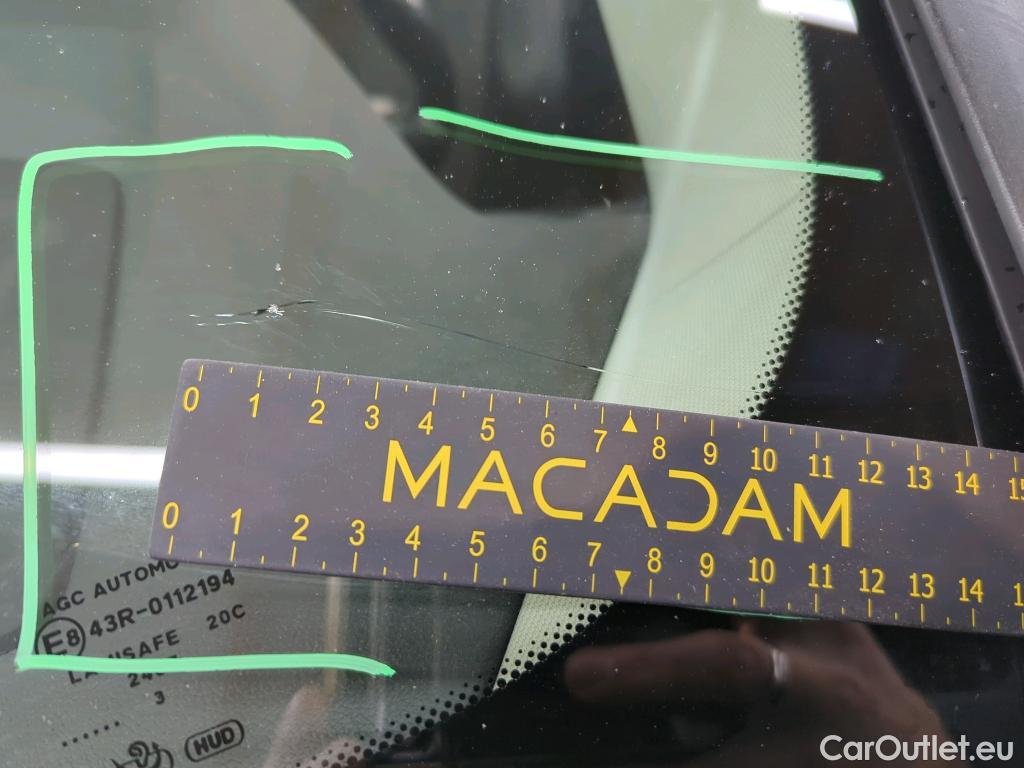 0 1 2 3 4 5 6 7 8 9 10 11 12 13 14 15
MACADAM
0 1 2 3 4 5 6 7 8 9 10 11 12 13 14
AGC
E8 43R-0112194
20C
3
HUD
CarOutlet.eu